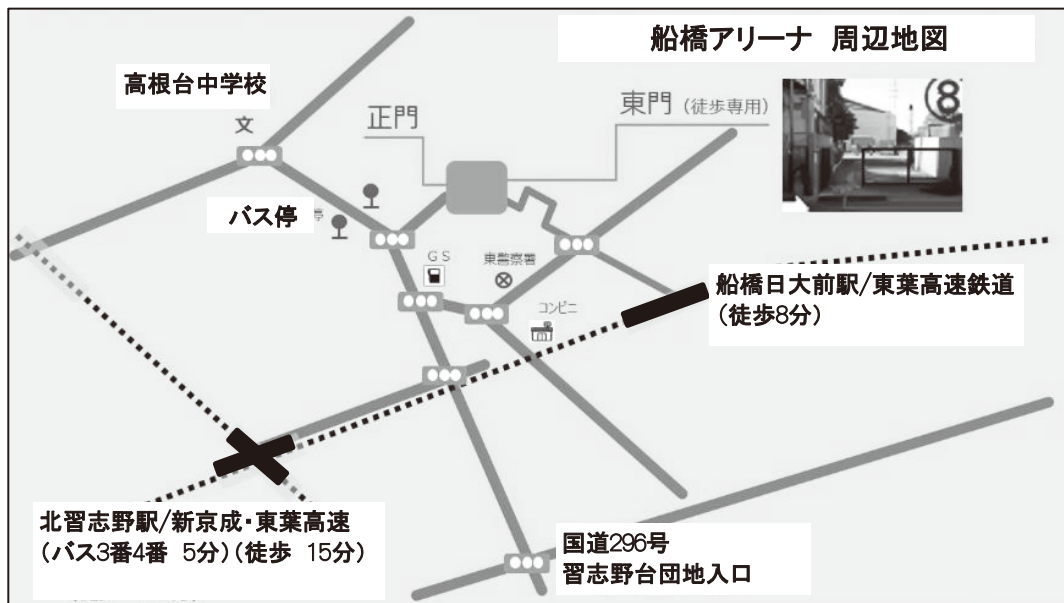 船橋アリーナ 周辺地図
高根台中学校
文
正門
東門（徒歩専用）
⑧
バス停
停
GS
東警察署
コンビニ
船橋日大前駅/東葉高速鉄道
（徒歩8分）
北習志野駅/新京成・東葉高速
（バス3番4番 5分）（徒歩 15分）
国道296号
習志野台団地入口